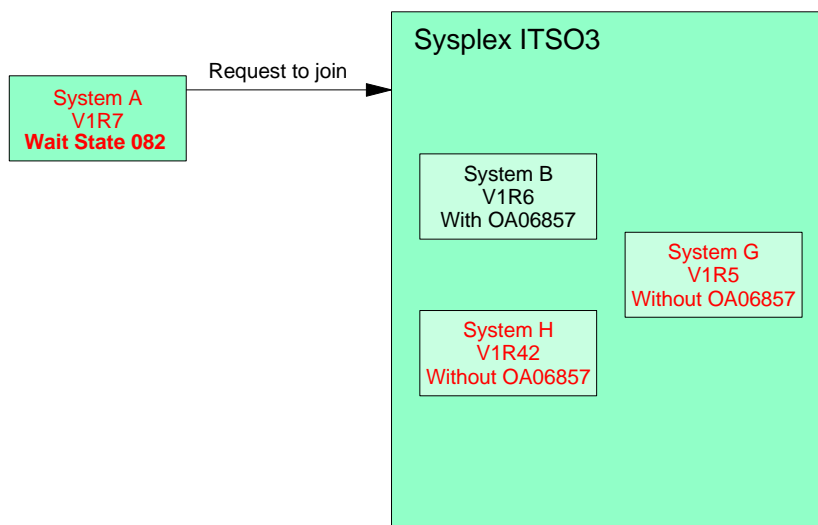 Sysplex ITSO3
Request to join
System A
V1R7
Wait State 082
System B
V1R6
With OA06857
System G
V1R5
Without OA06857
System H
V1R42
Without OA06857